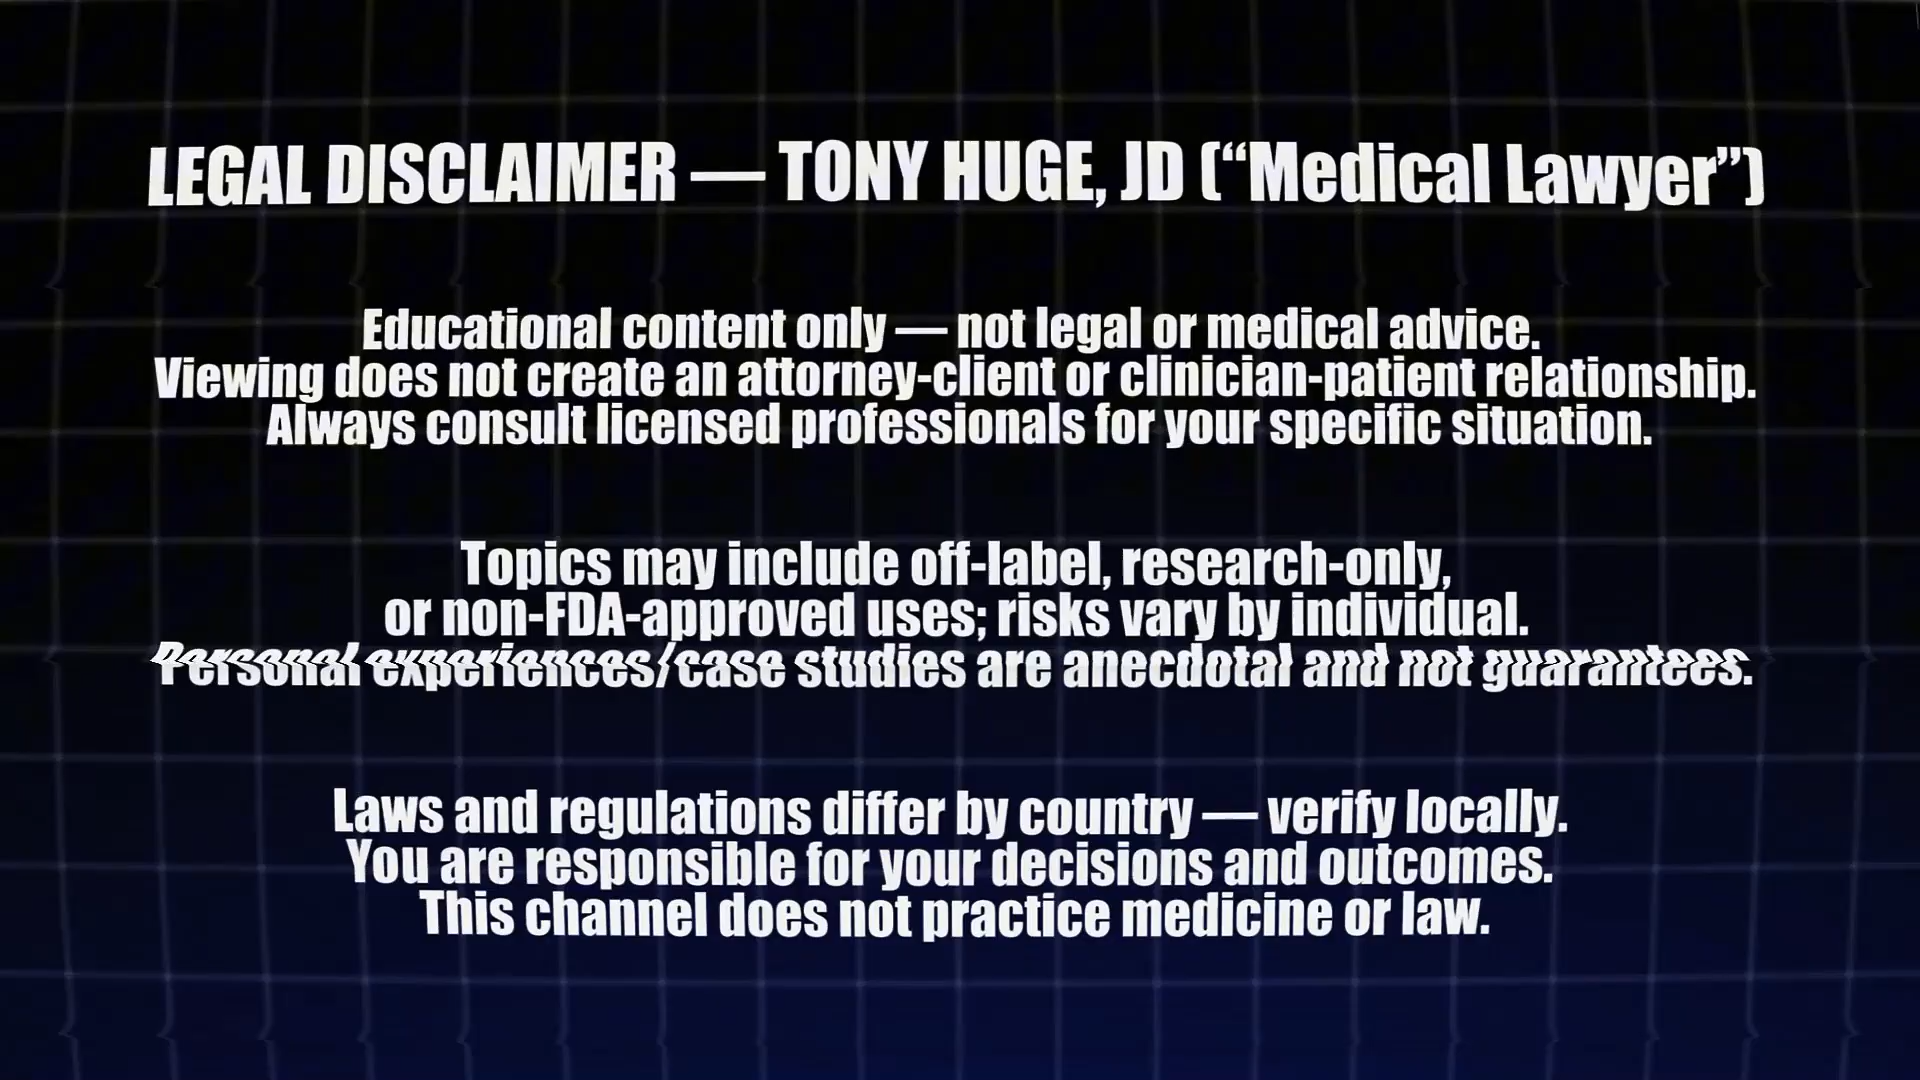 LEGAL DISCLAIMER — TONY HUGE, JD (“Medical Lawyer”)
Educational content only — not legal or medical advice.
Viewing does not create an attorney-client or clinician-patient relationship.
Always consult licensed professionals for your specific situation.
Topics may include off-label, research-only,
or non-FDA-approved uses; risks vary by individual.
Personal experiences/case studies are anecdotal and not guarantees.
Laws and regulations differ by country — verify locally.
You are responsible for your decisions and outcomes.
This channel does not practice medicine or law.